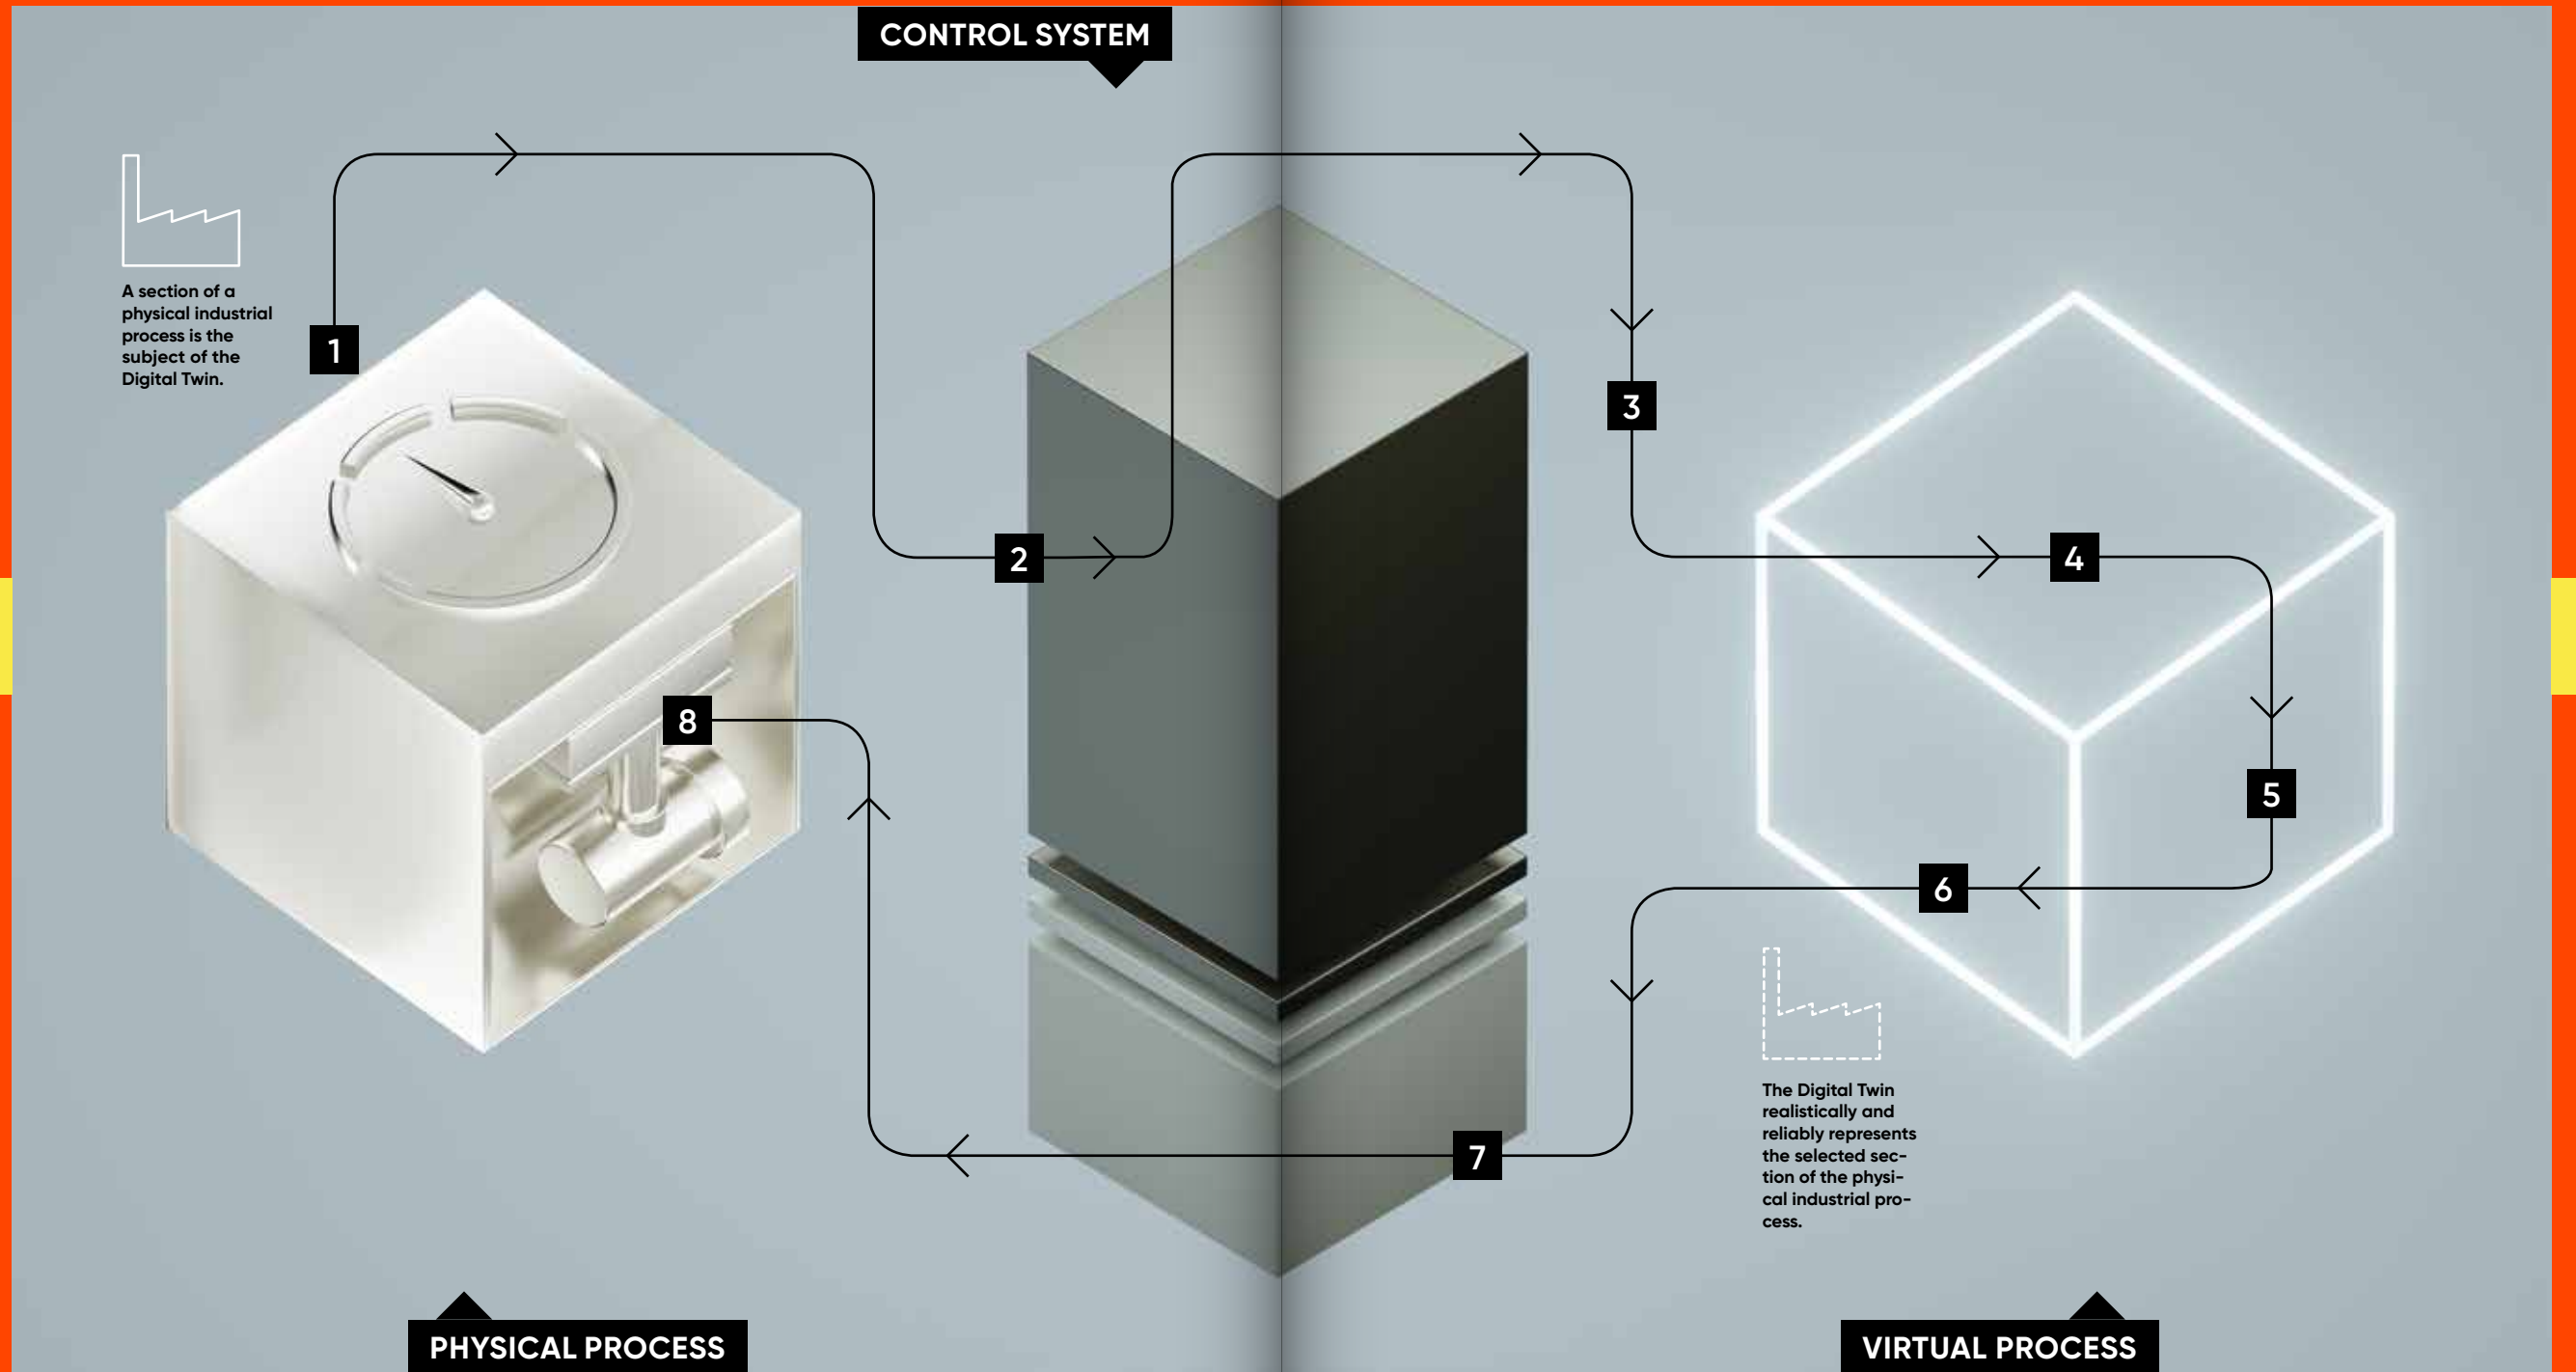 CONTROL SYSTEM
A section of a
physical industrial
process is the
subject of the
Digital Twin.
1
2
3
4
5
6
7
8
The Digital Twin
realistically and
reliably represents
the selected sec-
tion of the physi-
cal industrial pro-
cess.
PHYSICAL PROCESS
VIRTUAL PROCESS